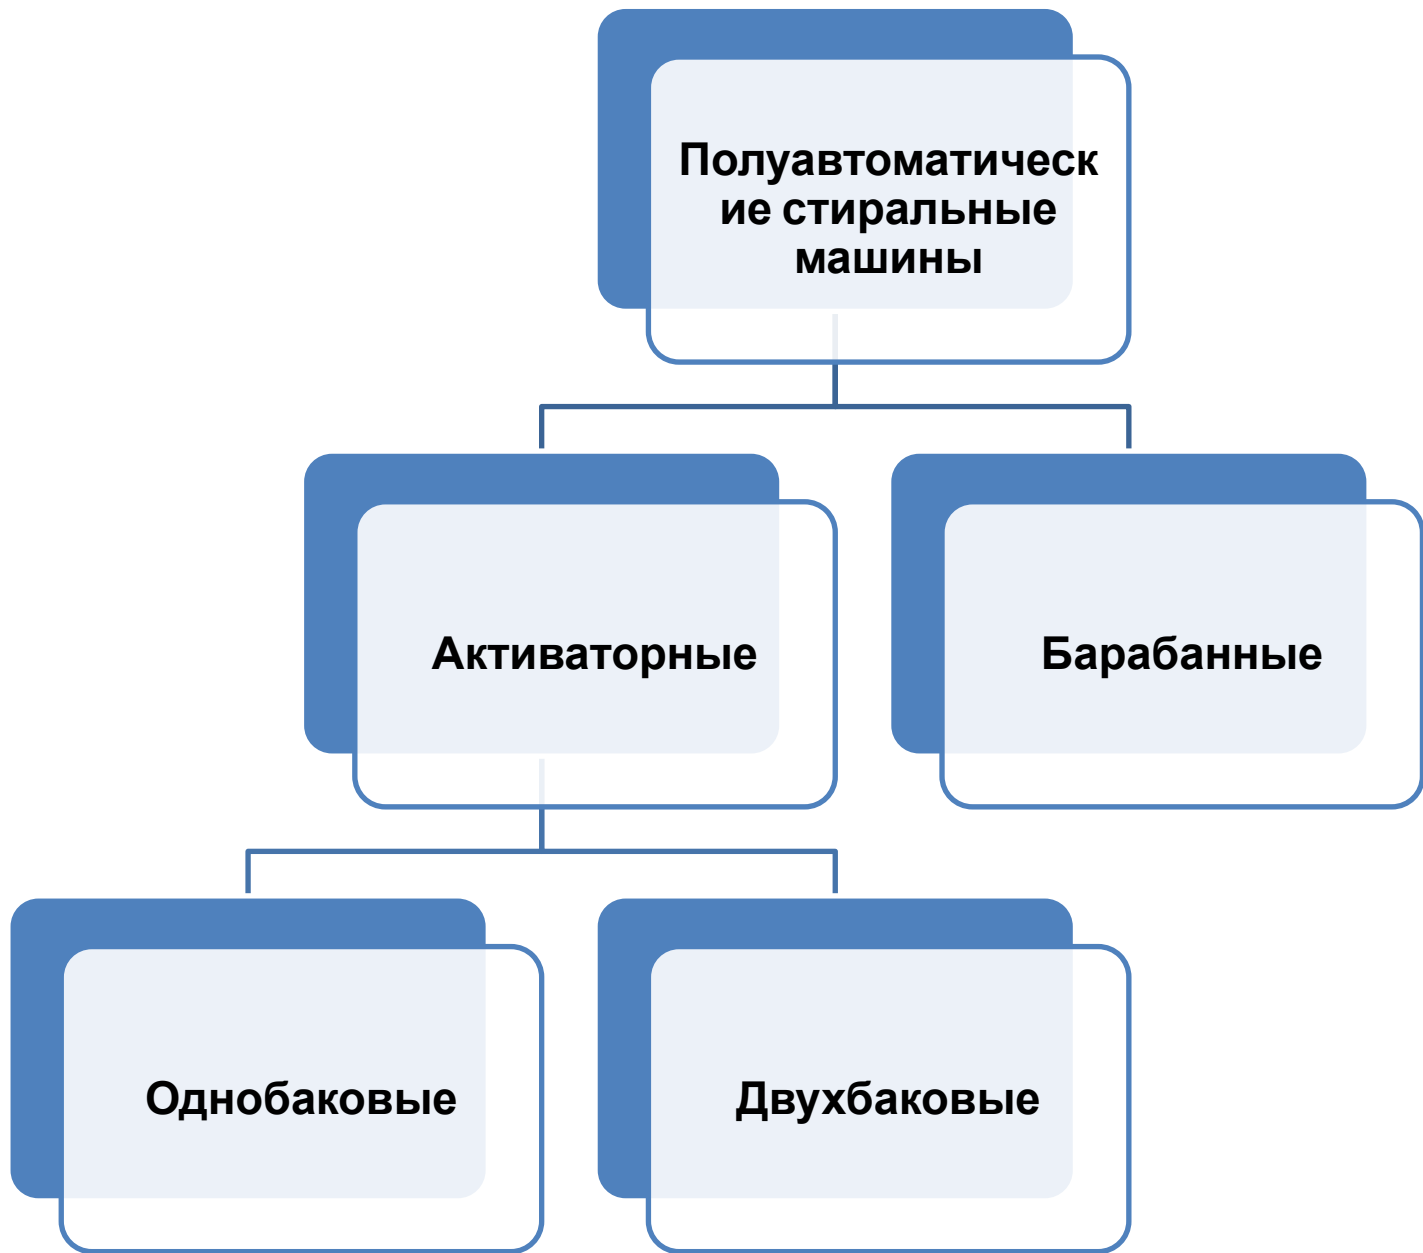 Полуавтоматическ
ие стиральные
машины
Активаторные
Барабанные
Однобаковые
Двухбаковые